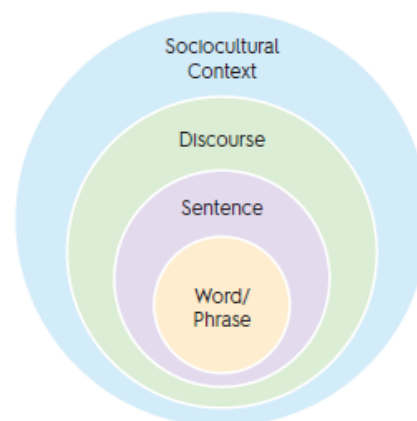 Sociocultural
Context
Discourse
Sentence
Word/
Phrase